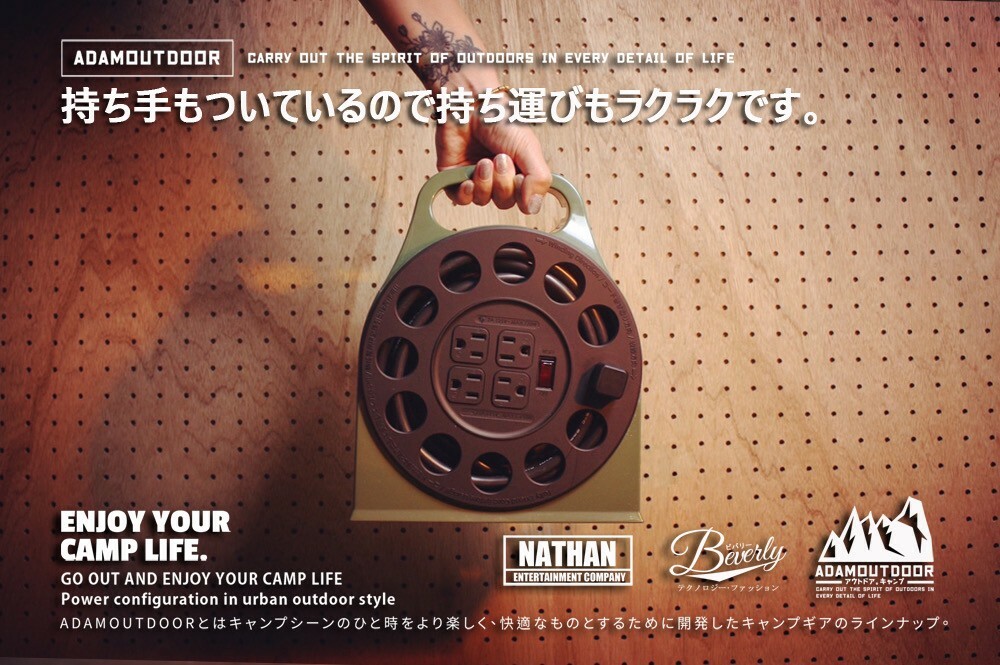 ADAMOUTDOOR
CARRY OUT THE SPIRIT OF OUTDOORS IN EVERY DETAIL OF LIFE
持ち手もついているので持ち運びもラクラクです。
ENJOY YOUR
CAMP LIFE.
GO OUT AND ENJOY YOUR CAMP LIFE
Power configuration in urban outdoor style
ADAMOUTDOORとはキャンプシーンのひと時をより楽しく、快適なものとするために開発したキャンプギアのラインナップ。
NATHAN
ENTERTAINMENT COMPANY
ビバリー
Beverly
テクノロジー・ファッション
ADAMOUTDOOR
アウトドア。キャンプ
CARRY OUT THE SPIRIT OF OUTDOORS IN
EVERY DETAIL OF LIFE